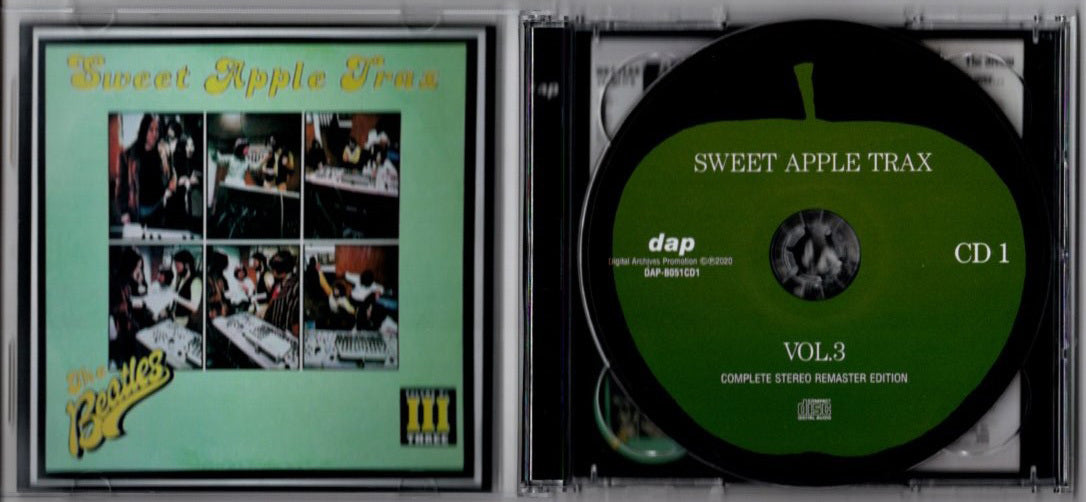 Sweet Apple Trax
The
Beatles
III
THREE
dap
SWEET APPLE TRAX
dap
Digital Archives Promotion ©℗2020
DAP-B051CD1
CD 1
VOL.3
COMPLETE STEREO REMASTER EDITION
COMPACT
disc
DIGITAL AUDIO